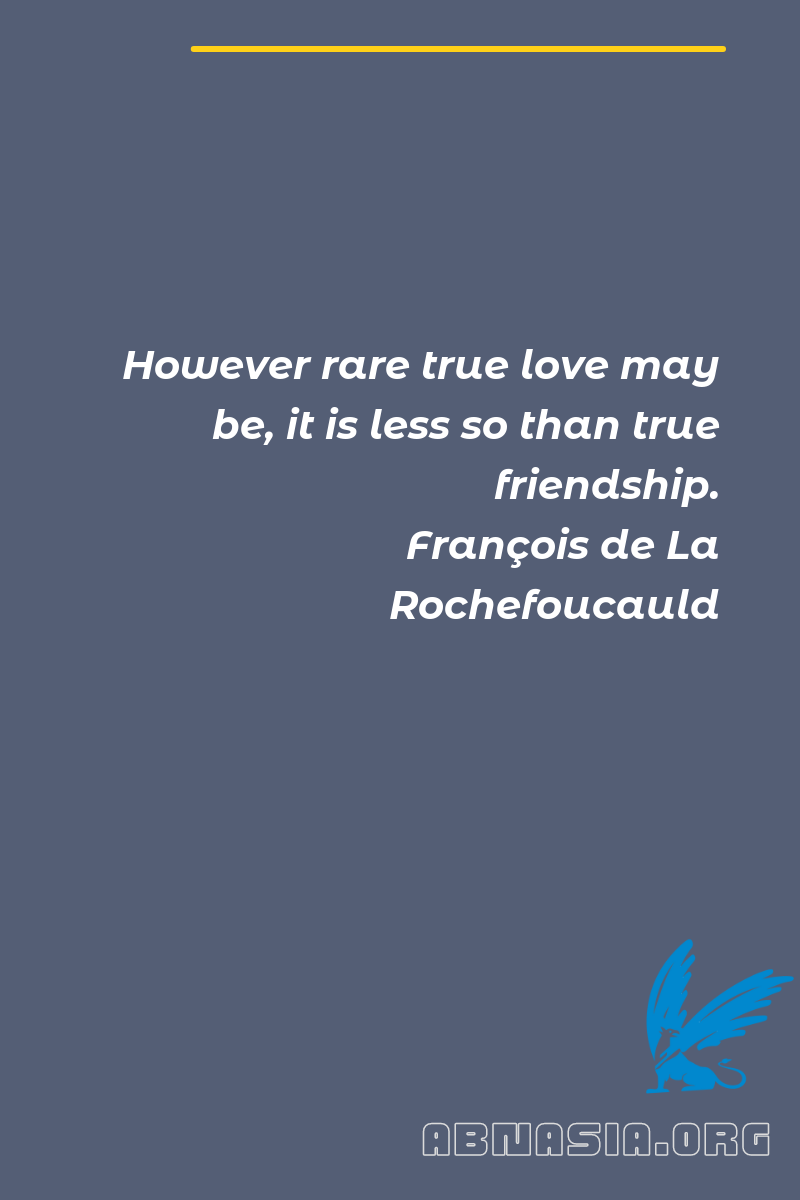 However rare true love may
be, it is less so than true
friendship.
François de La
Rochefoucauld
ABNASIA.ORG